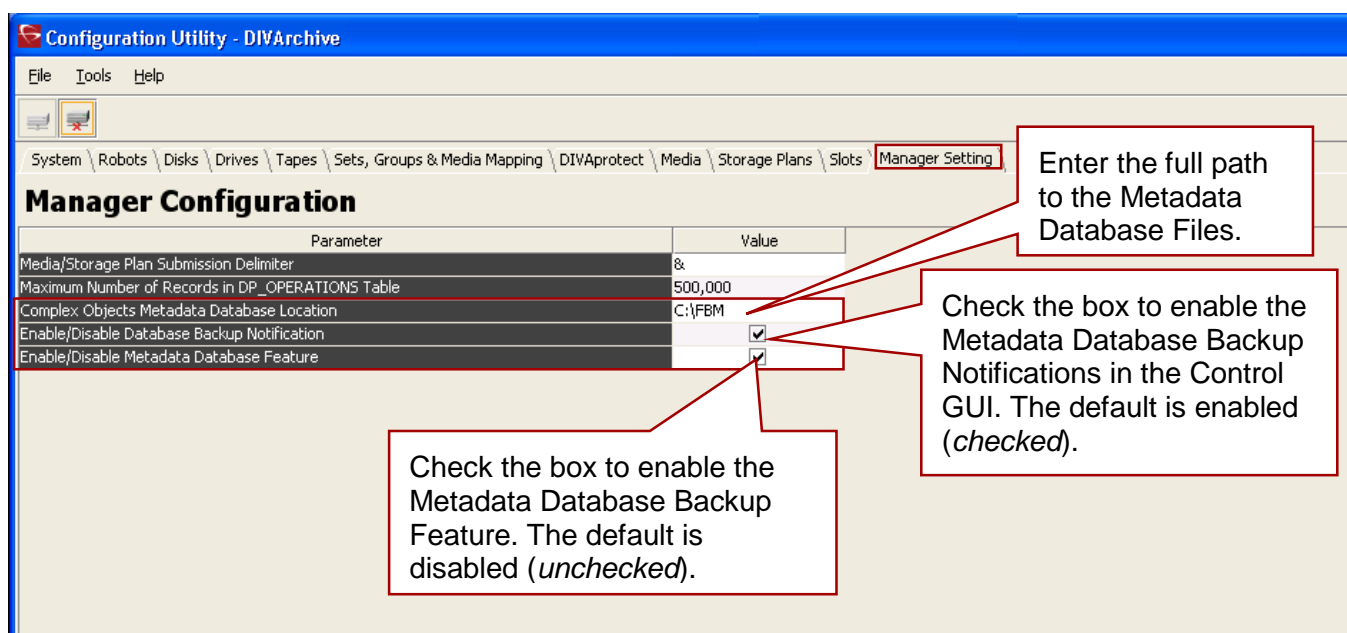 Configuration Utility - DIVArchive
File Tools Help
System \ Robots \ Disks \ Drives \ Tapes \ Sets, Groups & Media Mapping \ DIVAprotect \ Media \ Storage Plans \ Slots \ Manager Setting \
Manager Configuration
Parameter Value
Media/Storage Plan Submission Delimiter &
Maximum Number of Records in DP_OPERATIONS Table 500,000
Complex Objects Metadata Database Location C:\FBM
Enable/Disable Database Backup Notification
Enable/Disable Metadata Database Feature
Enter the full path
to the Metadata
Database Files.
Check the box to enable the
Metadata Database Backup
Notifications in the Control
GUI. The default is enabled
(checked).
Check the box to enable the
Metadata Database Backup
Feature. The default is
disabled (unchecked).